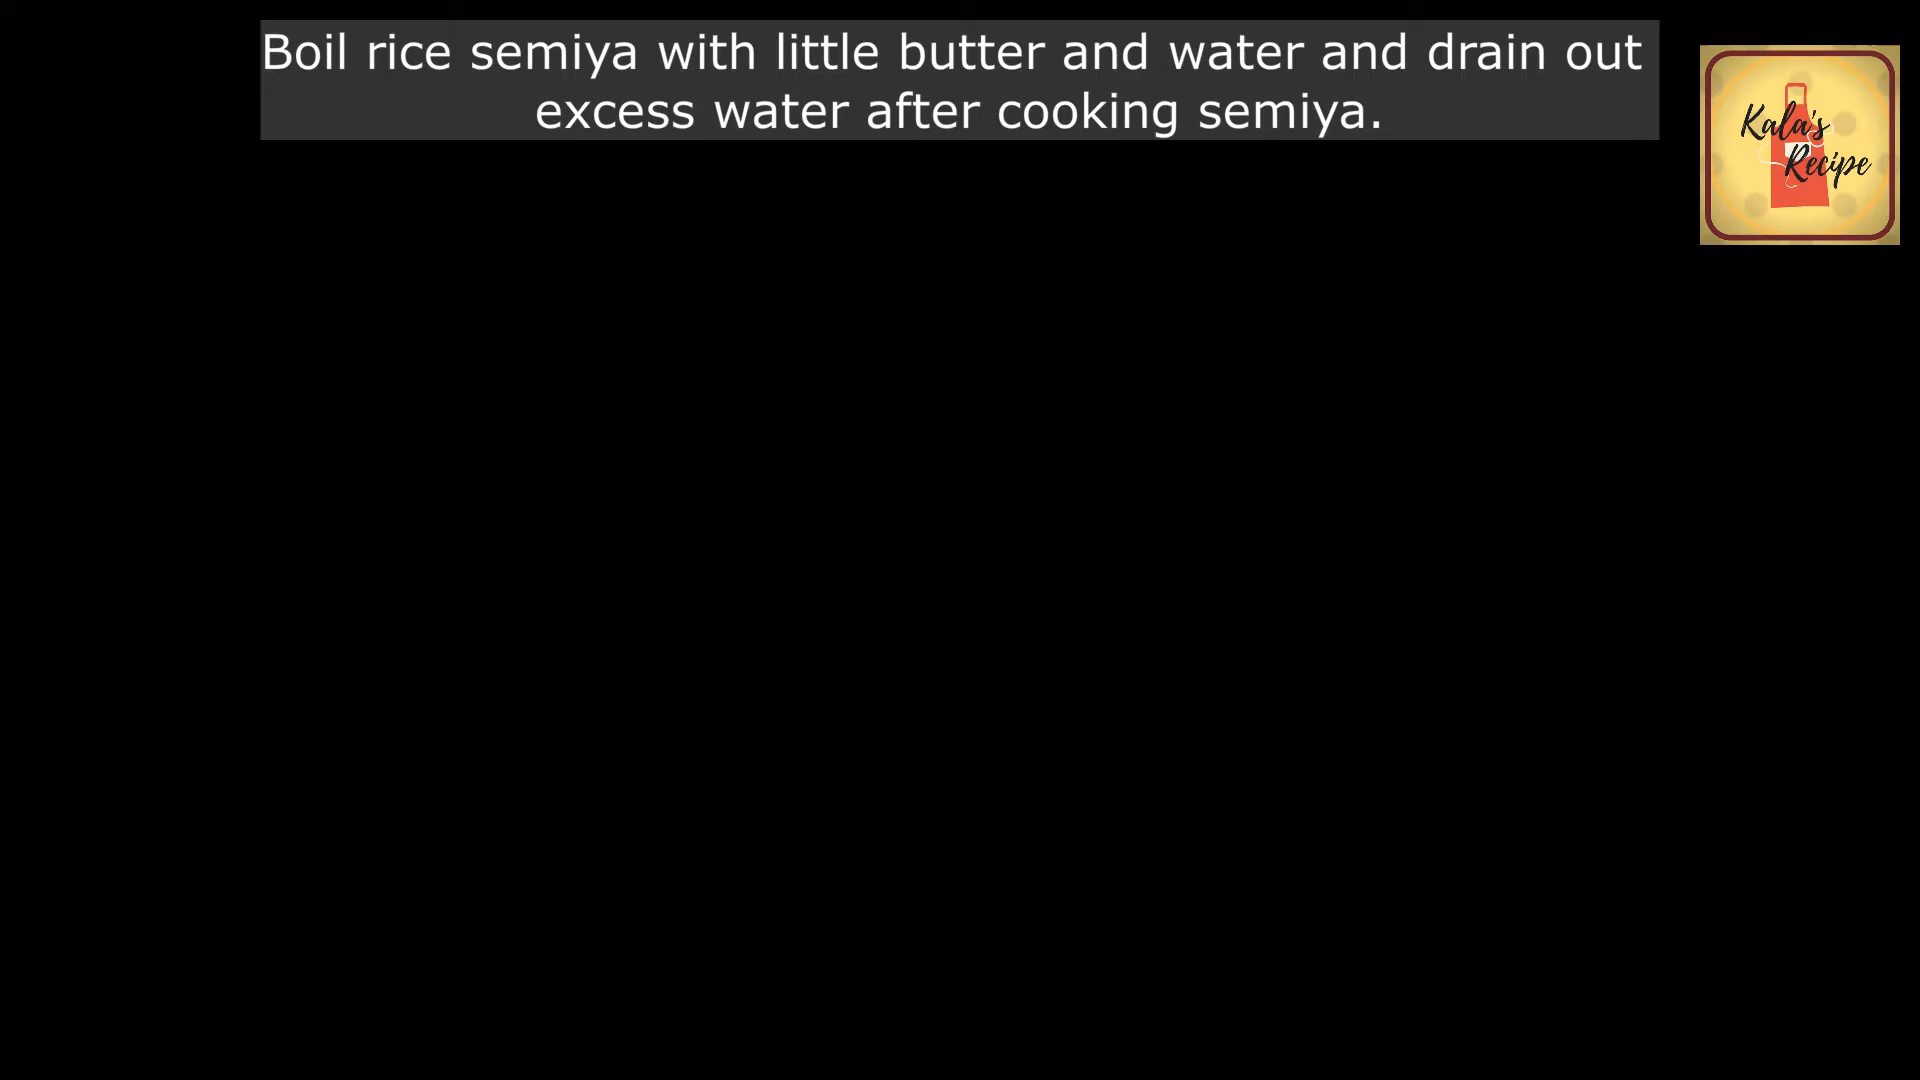 Boil rice semiya with little butter and water and drain out
excess water after cooking semiya.
Kala's
Recipe